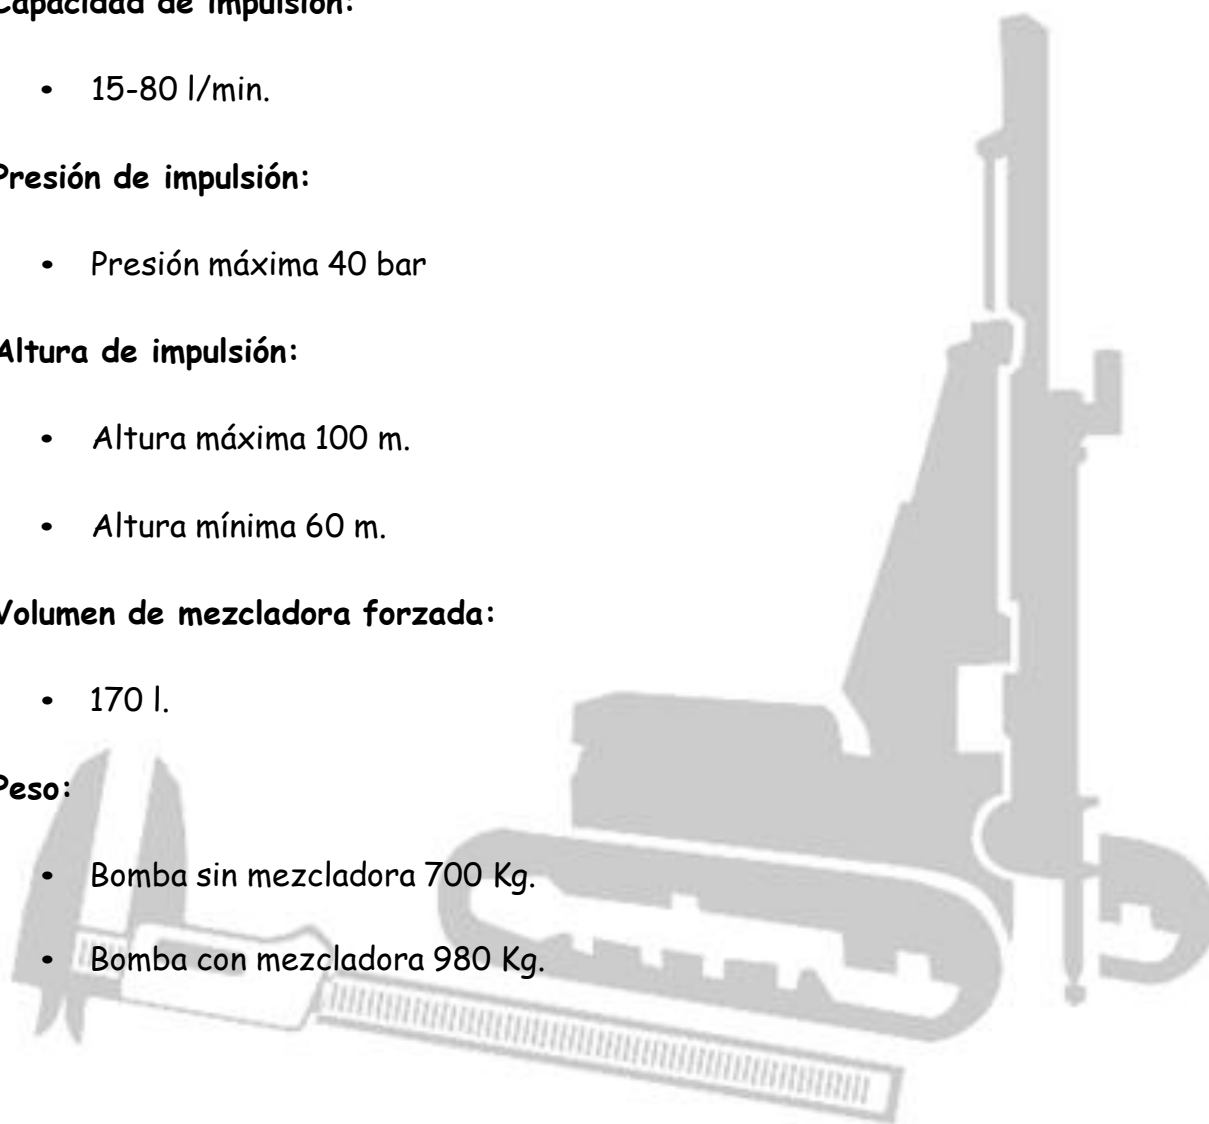 Capacidad de impulsión:
• 15-80 l/min.
Presión de impulsión:
• Presión máxima 40 bar
Altura de impulsión:
• Altura máxima 100 m.
• Altura mínima 60 m.
Volumen de mezcladora forzada:
• 170 l.
Peso:
• Bomba sin mezcladora 700 Kg.
• Bomba con mezcladora 980 Kg.